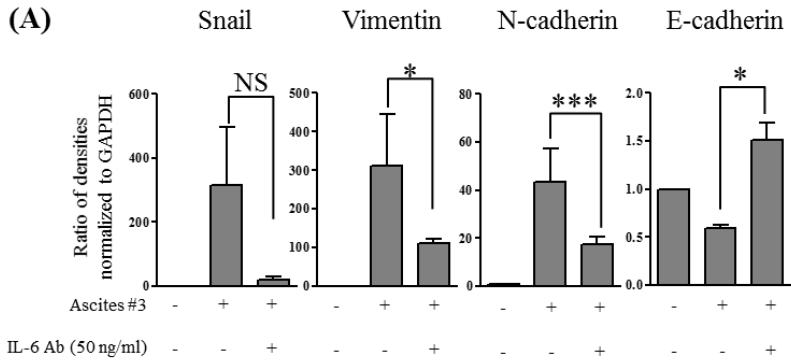 (A)
Snail Vimentin N-cadherin E-cadherin
NS * *** *
Ratio of densities
normalized to GAPDH
600 500 80 2.0
400 400 60 1.5
300 40 1.0
200 200 20 0.5
100
0 0 0 0.0
Ascites #3 - + + - + + - + + - + +
IL-6 Ab (50 ng/ml) - - + - - + - - + - - +